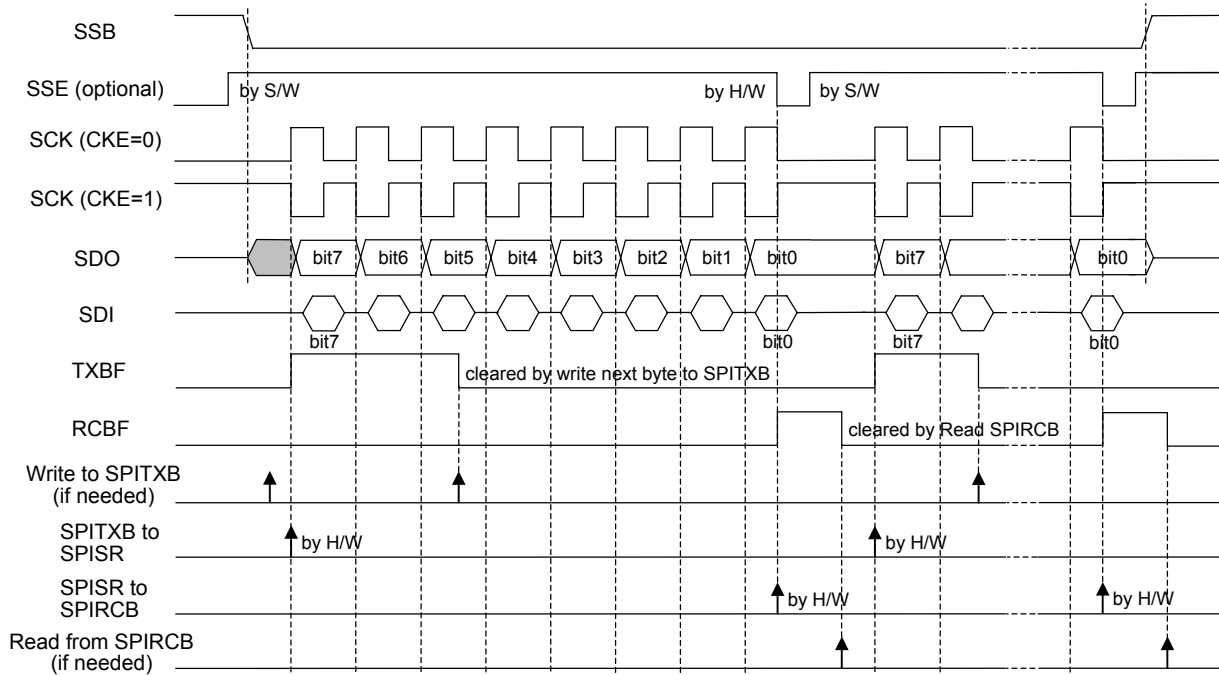 SSB
SSE (optional)
by S/W
by H/W
by S/W
SCK (CKE=0)
SCK (CKE=1)
SDO
bit7
bit6
bit5
bit4
bit3
bit2
bit1
bit0
bit7
bit0
SDI
bit7
bit0
bit7
bit0
TXBF
cleared by write next byte to SPITXB
RCBF
cleared by Read SPIRCB
Write to SPITXB
(if needed)
SPITXB to
SPISR
by H/W
by H/W
SPISR to
SPIRCB
by H/W
by H/W
Read from SPIRCB
(if needed)